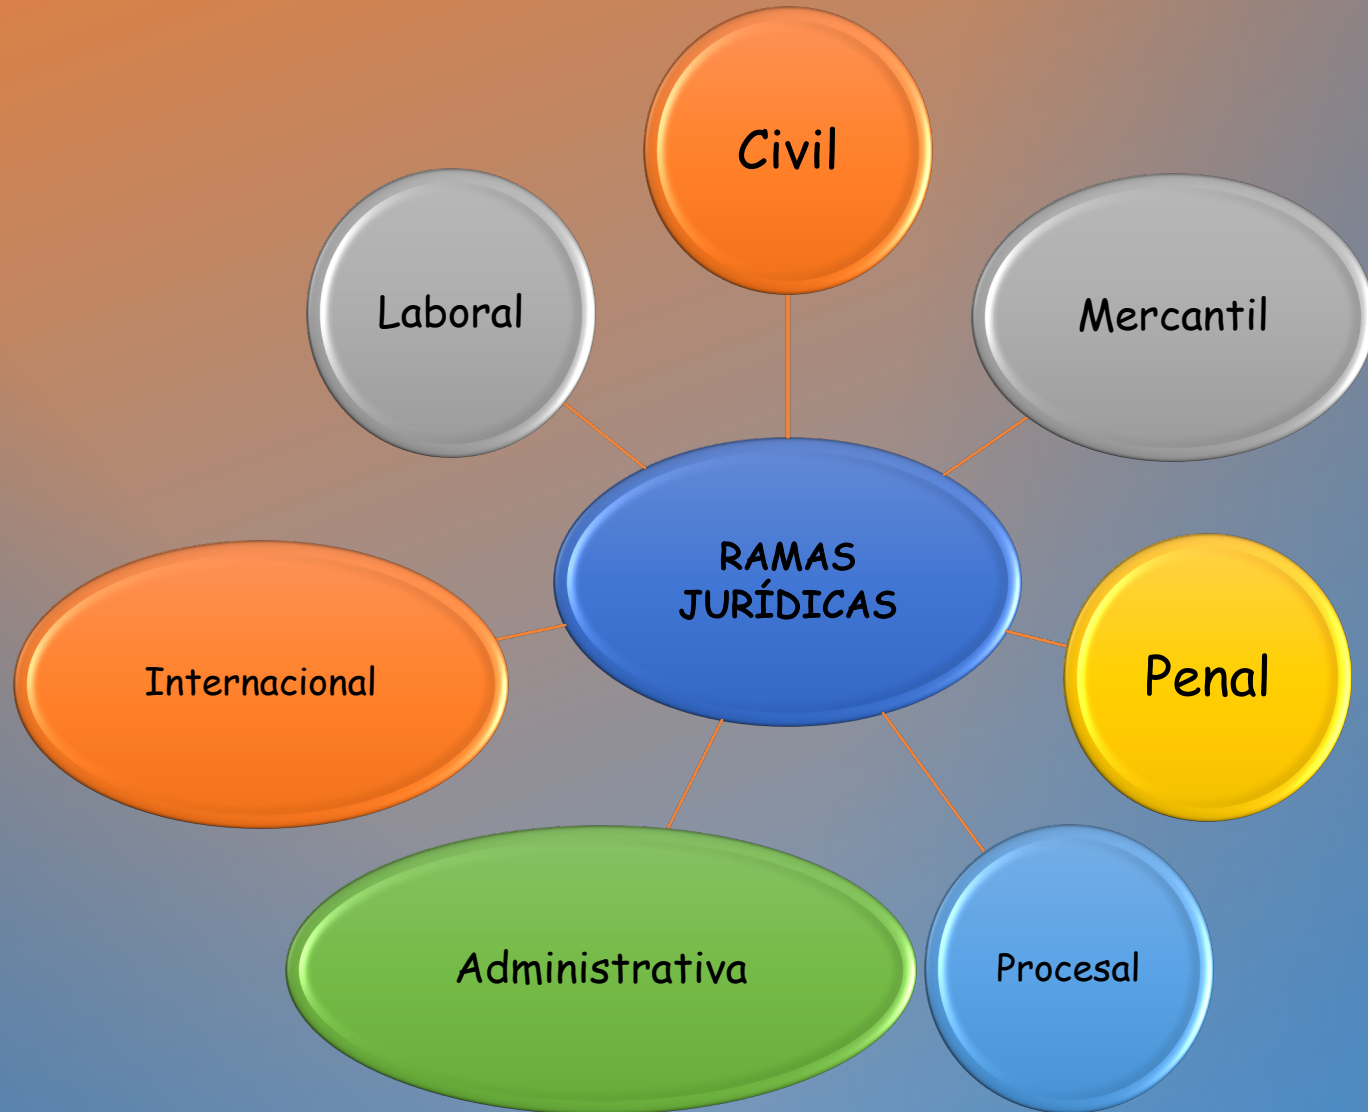 Civil
Laboral
Mercantil
RAMAS
JURÍDICAS
Internacional
Penal
Administrativa
Procesal